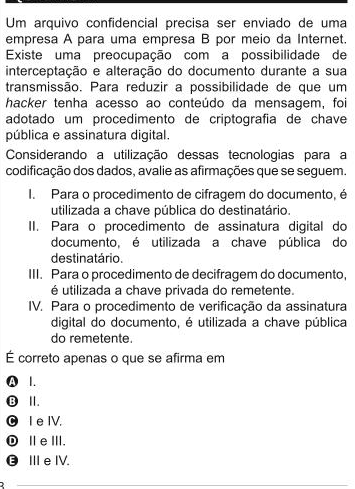 Um arquivo confidencial precisa ser enviado de uma
empresa A para uma empresa B por meio da Internet.
Existe uma preocupação com a possibilidade de
interceptação e alteração do documento durante a sua
transmissão. Para reduzir a possibilidade de que um
hacker tenha acesso ao conteúdo da mensagem, foi
adotado um procedimento de criptografia de chave
pública e assinatura digital.
Considerando a utilização dessas tecnologias para a
codificação dos dados, avalie as afirmações que se seguem.
I. Para o procedimento de cifragem do documento, é
utilizada a chave pública do destinatário.
II. Para o procedimento de assinatura digital do
documento, é utilizada a chave pública do
destinatário.
III. Para o procedimento de decifragem do documento,
é utilizada a chave privada do remetente.
IV. Para o procedimento de verificação da assinatura
digital do documento, é utilizada a chave pública
do remetente.
É correto apenas o que se afirma em
A I.
B II.
C I e IV.
D II e III.
E III e IV.